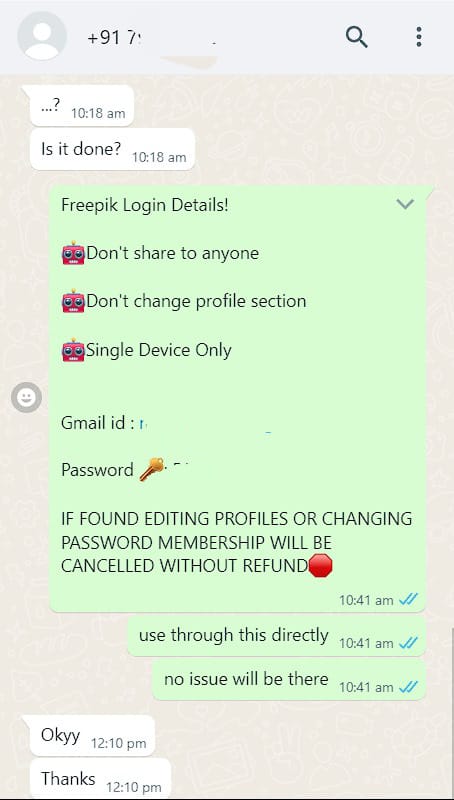 +91 7
...? 10:18 am
Is it done? 10:18 am
Freepik Login Details!
🤖Don't share to anyone
🤖Don't change profile section
🤖Single Device Only
Gmail id :
Password 🔑
IF FOUND EDITING PROFILES OR CHANGING
PASSWORD MEMBERSHIP WILL BE
CANCELLED WITHOUT REFUND🛑
10:41 am
use through this directly 10:41 am
no issue will be there 10:41 am
Okyy 12:10 pm
Thanks 12:10 pm